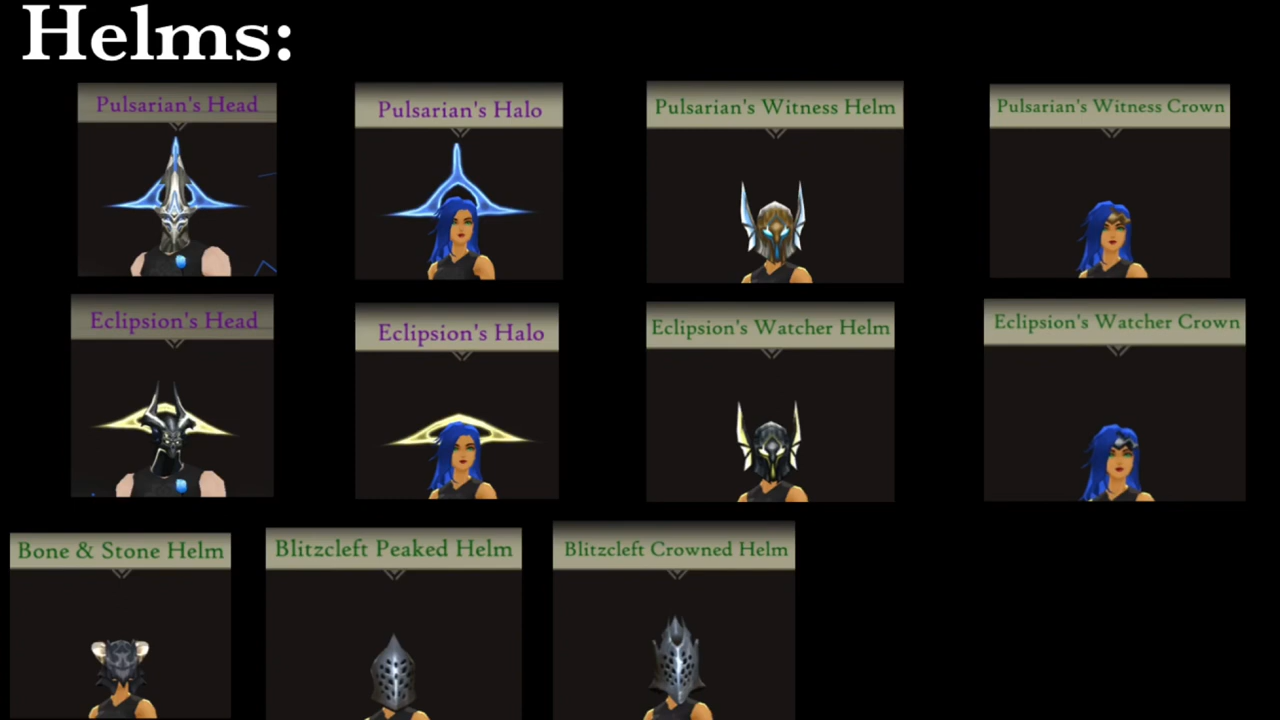 Helms:
Pulsarian's Head
Pulsarian's Halo
Pulsarian's Witness Helm
Pulsarian's Witness Crown
Eclipsion's Head
Eclipsion's Halo
Eclipsion's Watcher Helm
Eclipsion's Watcher Crown
Bone & Stone Helm
Blitzcleft Peaked Helm
Blitzcleft Crowned Helm